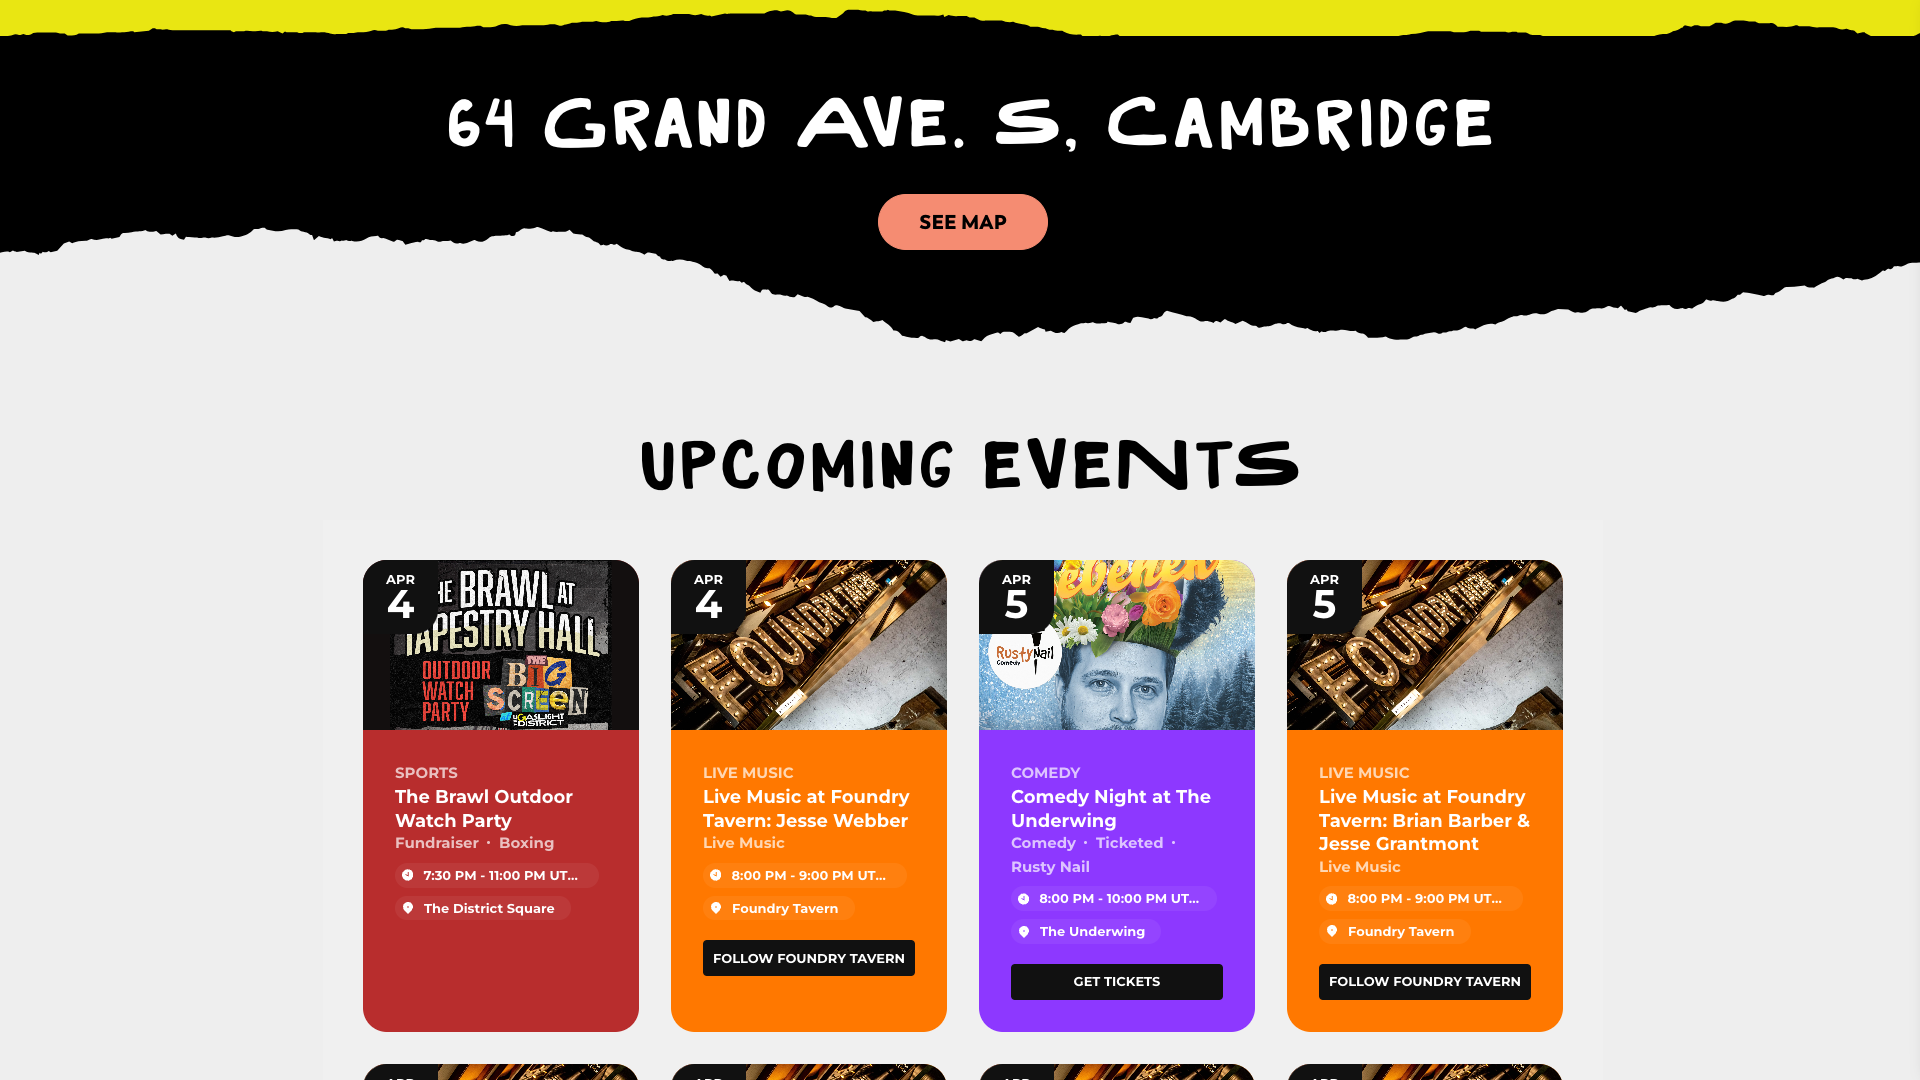 64 GRAND AVE. S, CAMBRIDGE
SEE MAP
UPCOMING EVENTS
APR
4
THE BRAWL AT
TAPESTRY HALL
OUTDOOR
WATCH
PARTY
THE
BIG
SCREEN
GASLIGHT
DISTRICT
SPORTS
The Brawl Outdoor
Watch Party
Fundraiser · Boxing
7:30 PM - 11:00 PM UT...
The District Square
APR
4
FOUNDRY TAVERN
LIVE MUSIC
Live Music at Foundry
Tavern: Jesse Webber
Live Music
8:00 PM - 9:00 PM UT...
Foundry Tavern
FOLLOW FOUNDRY TAVERN
APR
5
Rusty Nail
Comedy
COMEDY
Comedy Night at The
Underwing
Comedy · Ticketed ·
Rusty Nail
8:00 PM - 10:00 PM UT...
The Underwing
GET TICKETS
APR
5
FOUNDRY TAVERN
LIVE MUSIC
Live Music at Foundry
Tavern: Brian Barber &
Jesse Grantmont
Live Music
8:00 PM - 9:00 PM UT...
Foundry Tavern
FOLLOW FOUNDRY TAVERN